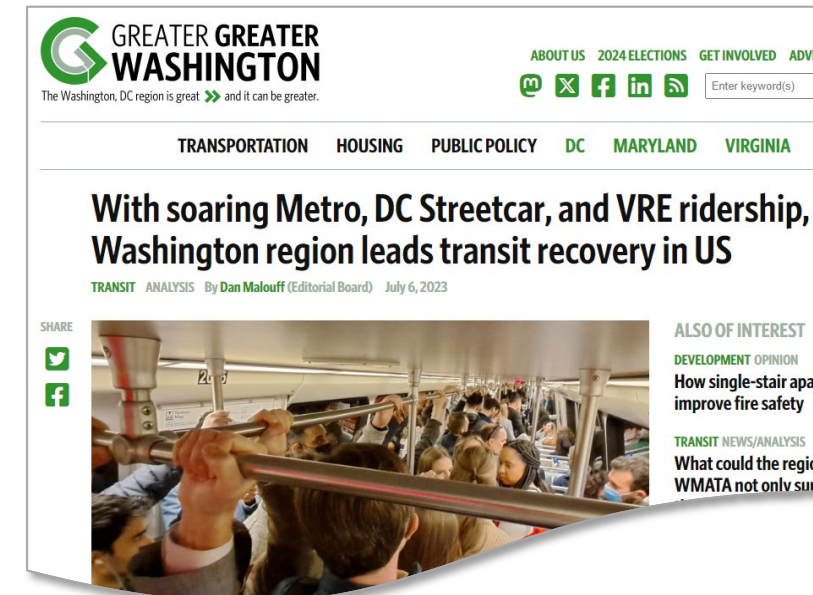 GREATER GREATER
WASHINGTON
The Washington, DC region is great >> and it can be greater.
ABOUT US 2024 ELECTIONS GET INVOLVED
Enter keyword(s)
TRANSPORTATION HOUSING PUBLIC POLICY DC MARYLAND VIRGINIA
With soaring Metro, DC Streetcar, and VRE ridership,
Washington region leads transit recovery in US
TRANSIT ANALYSIS By Dan Malouff (Editorial Board) July 6, 2023
SHARE
ALSO OF INTEREST
DEVELOPMENT OPINION
How single-stair apa
improve fire safety
TRANSIT NEWS/ANALYSIS
What could the regio
WMATA not only su